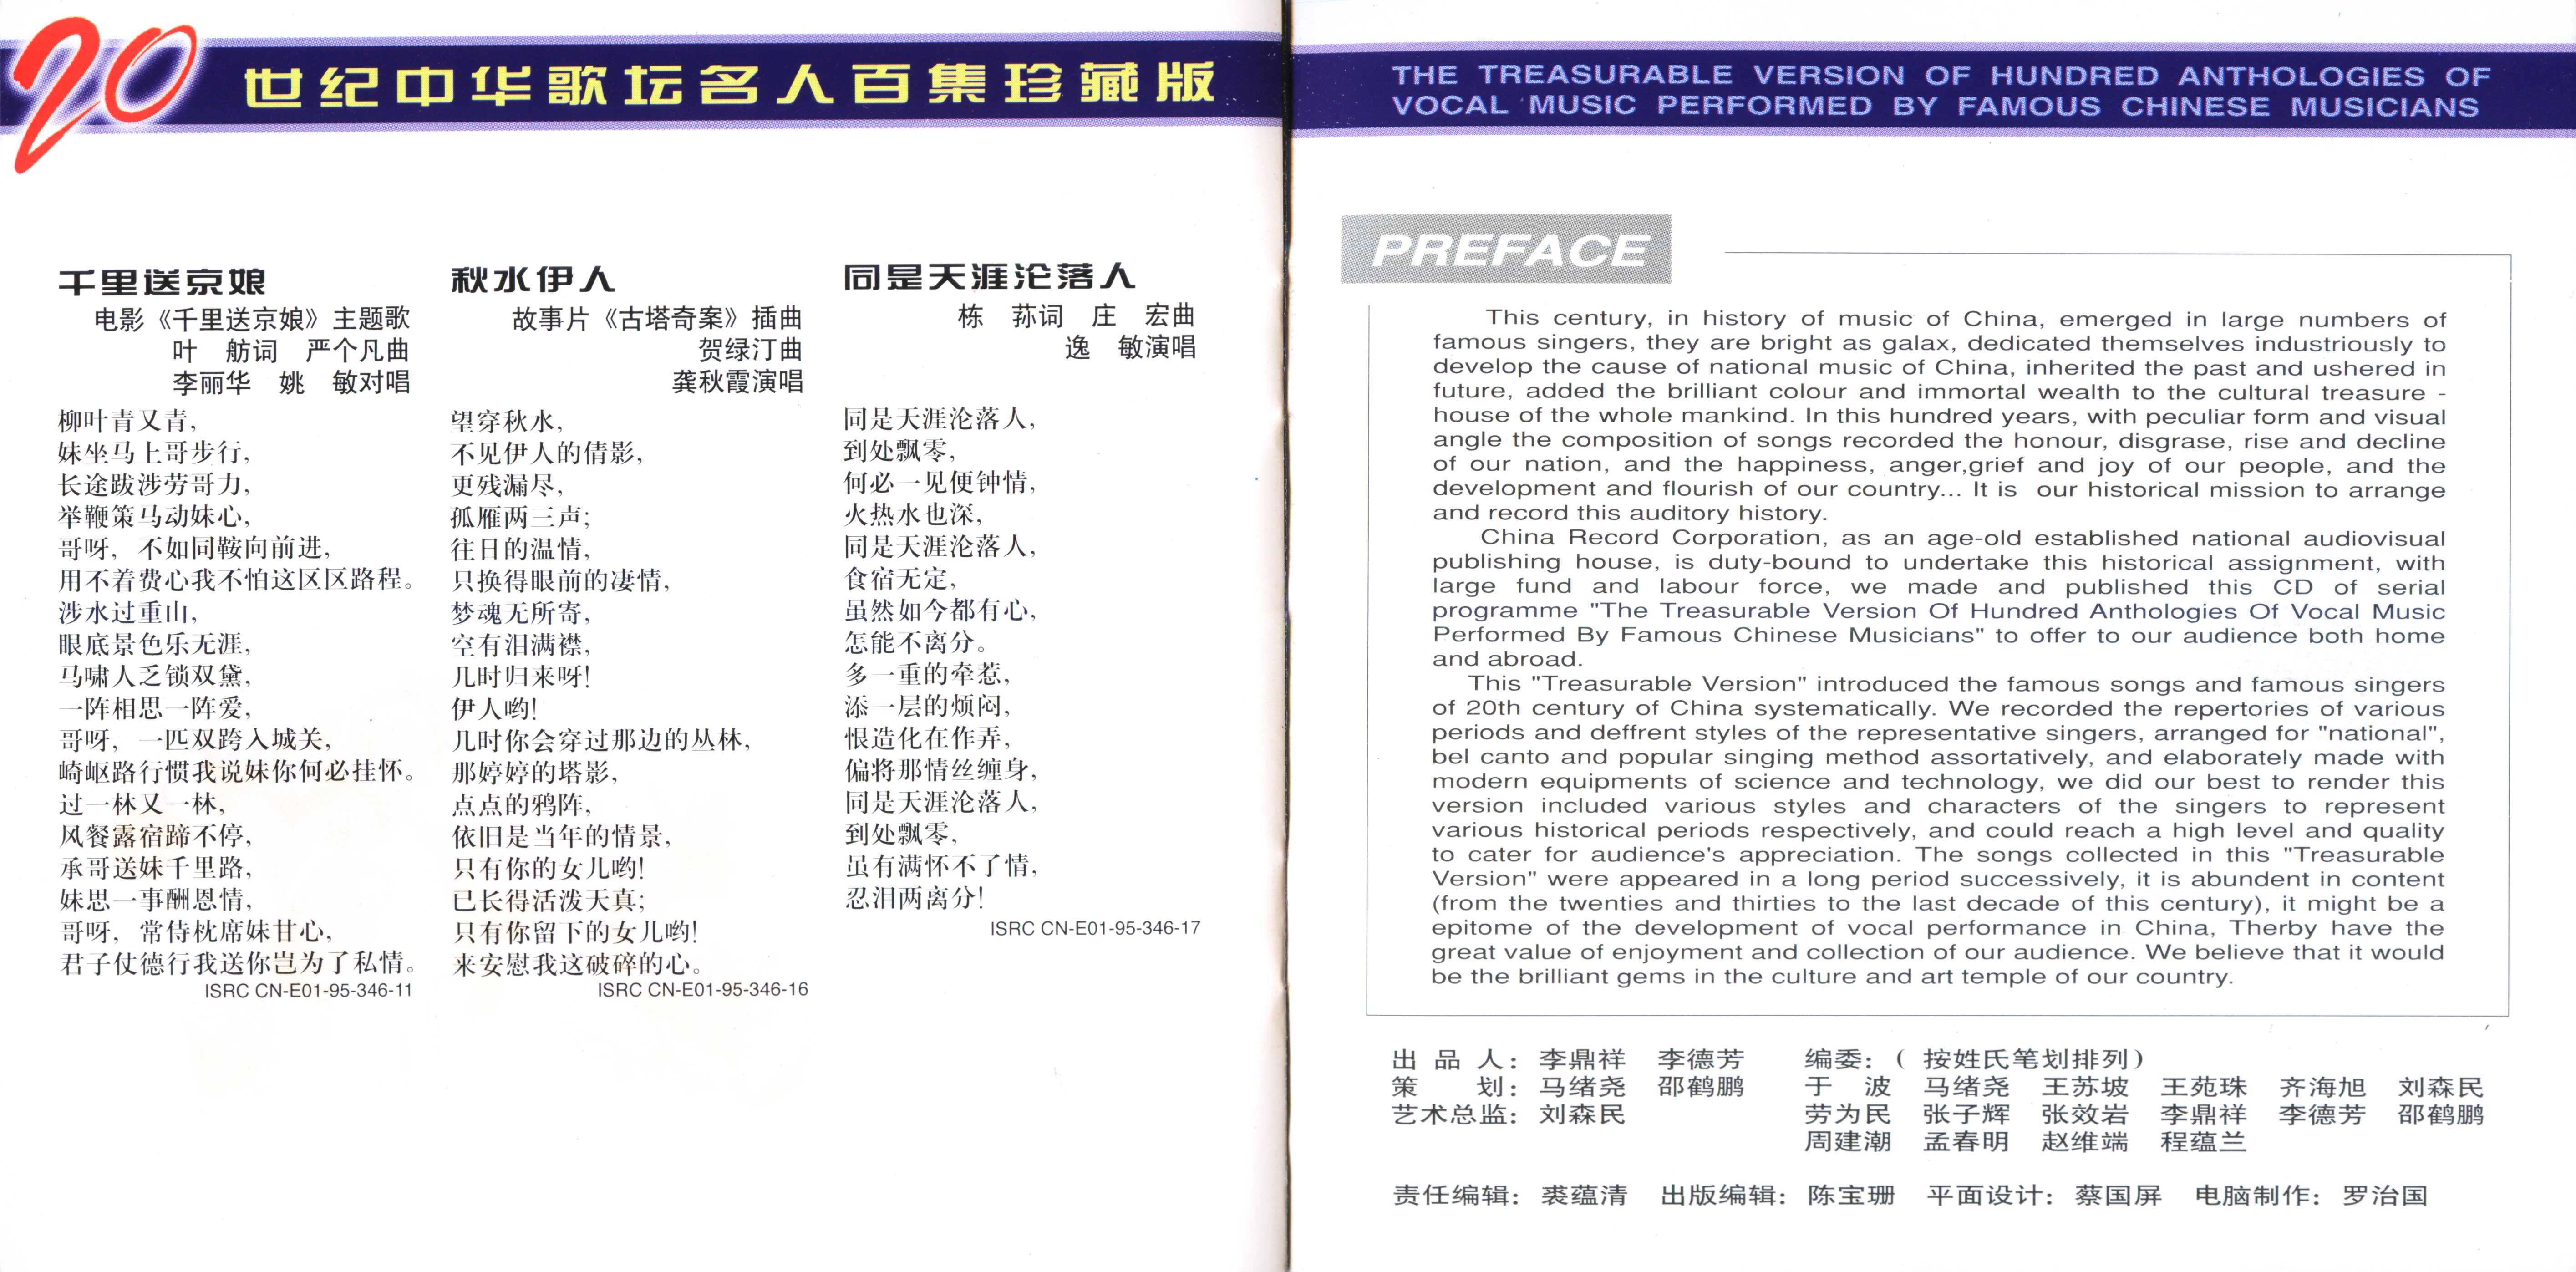 20世纪中华歌坛名人百集珍藏版
千里送京娘
电影《千里送京娘》主题歌
叶 舫词 严个凡曲
李丽华 姚 敏对唱
柳叶青又青,
妹坐马上哥步行,
长途跋涉劳哥力,
举鞭策马动妹心,
哥呀, 不如同鞍向前进,
用不着费心我不怕这区区路程。
涉水过重山,
眼底景色乐无涯,
马啸人乏锁双黛,
一阵相思一阵爱,
哥呀, 一匹双跨入城关,
崎岖路行惯我说妹你何必挂怀。
过一林又一林,
风餐露宿蹄不停,
承哥送妹千里路,
妹思一事酬恩情,
哥呀, 常侍枕席妹甘心,
君子仗德行我送你岂为了私情。
ISRC CN-E01-95-346-11
秋水伊人
故事片《古塔奇案》插曲
贺绿汀曲
龚秋霞演唱
望穿秋水,
不见伊人的倩影,
更残漏尽,
孤雁两三声;
往日的温情,
只换得眼前的凄情,
梦魂无所寄,
空有泪满襟,
几时归来呀!
伊人哟!
几时你会穿过那边的丛林,
那婷婷的塔影,
点点的鸦阵,
依旧是当年的情景,
只有你的女儿哟!
已长得活泼天真;
只有你留下的女儿哟!
来安慰我这破碎的心。
ISRC CN-E01-95-346-16
同是天涯沦落人
栋 荪词 庄 宏曲
逸 敏演唱
同是天涯沦落人,
到处飘零,
何必一见便钟情,
火热水也深,
同是天涯沦落人,
食宿无定,
虽然如今都有心,
怎能不离分。
多一重的牵惹,
添一层的烦闷,
恨造化在作弄,
偏将那情丝缠身,
同是天涯沦落人,
到处飘零,
虽有满怀不了情,
忍泪两离分!
ISRC CN-E01-95-346-17
THE TREASURABLE VERSION OF HUNDRED ANTHOLOGIES OF
VOCAL MUSIC PERFORMED BY FAMOUS CHINESE MUSICIANS
PREFACE
This century, in history of music of China, emerged in large numbers of
famous singers, they are bright as galax, dedicated themselves industriously to
develop the cause of national music of China, inherited the past and ushered in
future, added the brilliant colour and immortal wealth to the cultural treasure -
house of the whole mankind. In this hundred years, with peculiar form and visual
angle the composition of songs recorded the honour, disgrase, rise and decline
of our nation, and the happiness, anger,grief and joy of our people, and the
development and flourish of our country... It is our historical mission to arrange
and record this auditory history.
China Record Corporation, as an age-old established national audiovisual
publishing house, is duty-bound to undertake this historical assignment, with
large fund and labour force, we made and published this CD of serial
programme "The Treasurable Version Of Hundred Anthologies Of Vocal Music
Performed By Famous Chinese Musicians" to offer to our audience both home
and abroad.
This "Treasurable Version" introduced the famous songs and famous singers
of 20th century of China systematically. We recorded the repertories of various
periods and deffrent styles of the representative singers, arranged for "national",
bel canto and popular singing method assortatively, and elaborately made with
modern equipments of science and technology, we did our best to render this
version included various styles and characters of the singers to represent
various historical periods respectively, and could reach a high level and quality
to cater for audience's appreciation. The songs collected in this "Treasurable
Version" were appeared in a long period successively, it is abundent in content
(from the twenties and thirties to the last decade of this century), it might be a
epitome of the development of vocal performance in China, Therby have the
great value of enjoyment and collection of our audience. We believe that it would
be the brilliant gems in the culture and art temple of our country.
出 品 人: 李鼎祥 李德芳 编委: ( 按姓氏笔划排列)
策 划: 马绪尧 邵鹤鹏 于 波 马绪尧 王苏坡 王苑珠 齐海旭 刘森民
艺术总监: 刘森民 劳为民 张子辉 张效岩 李鼎祥 李德芳 邵鹤鹏
周建潮 孟春明 赵维端 程蕴兰
责任编辑: 裘蕴清 出版编辑: 陈宝珊 平面设计: 蔡国屏 电脑制作: 罗治国